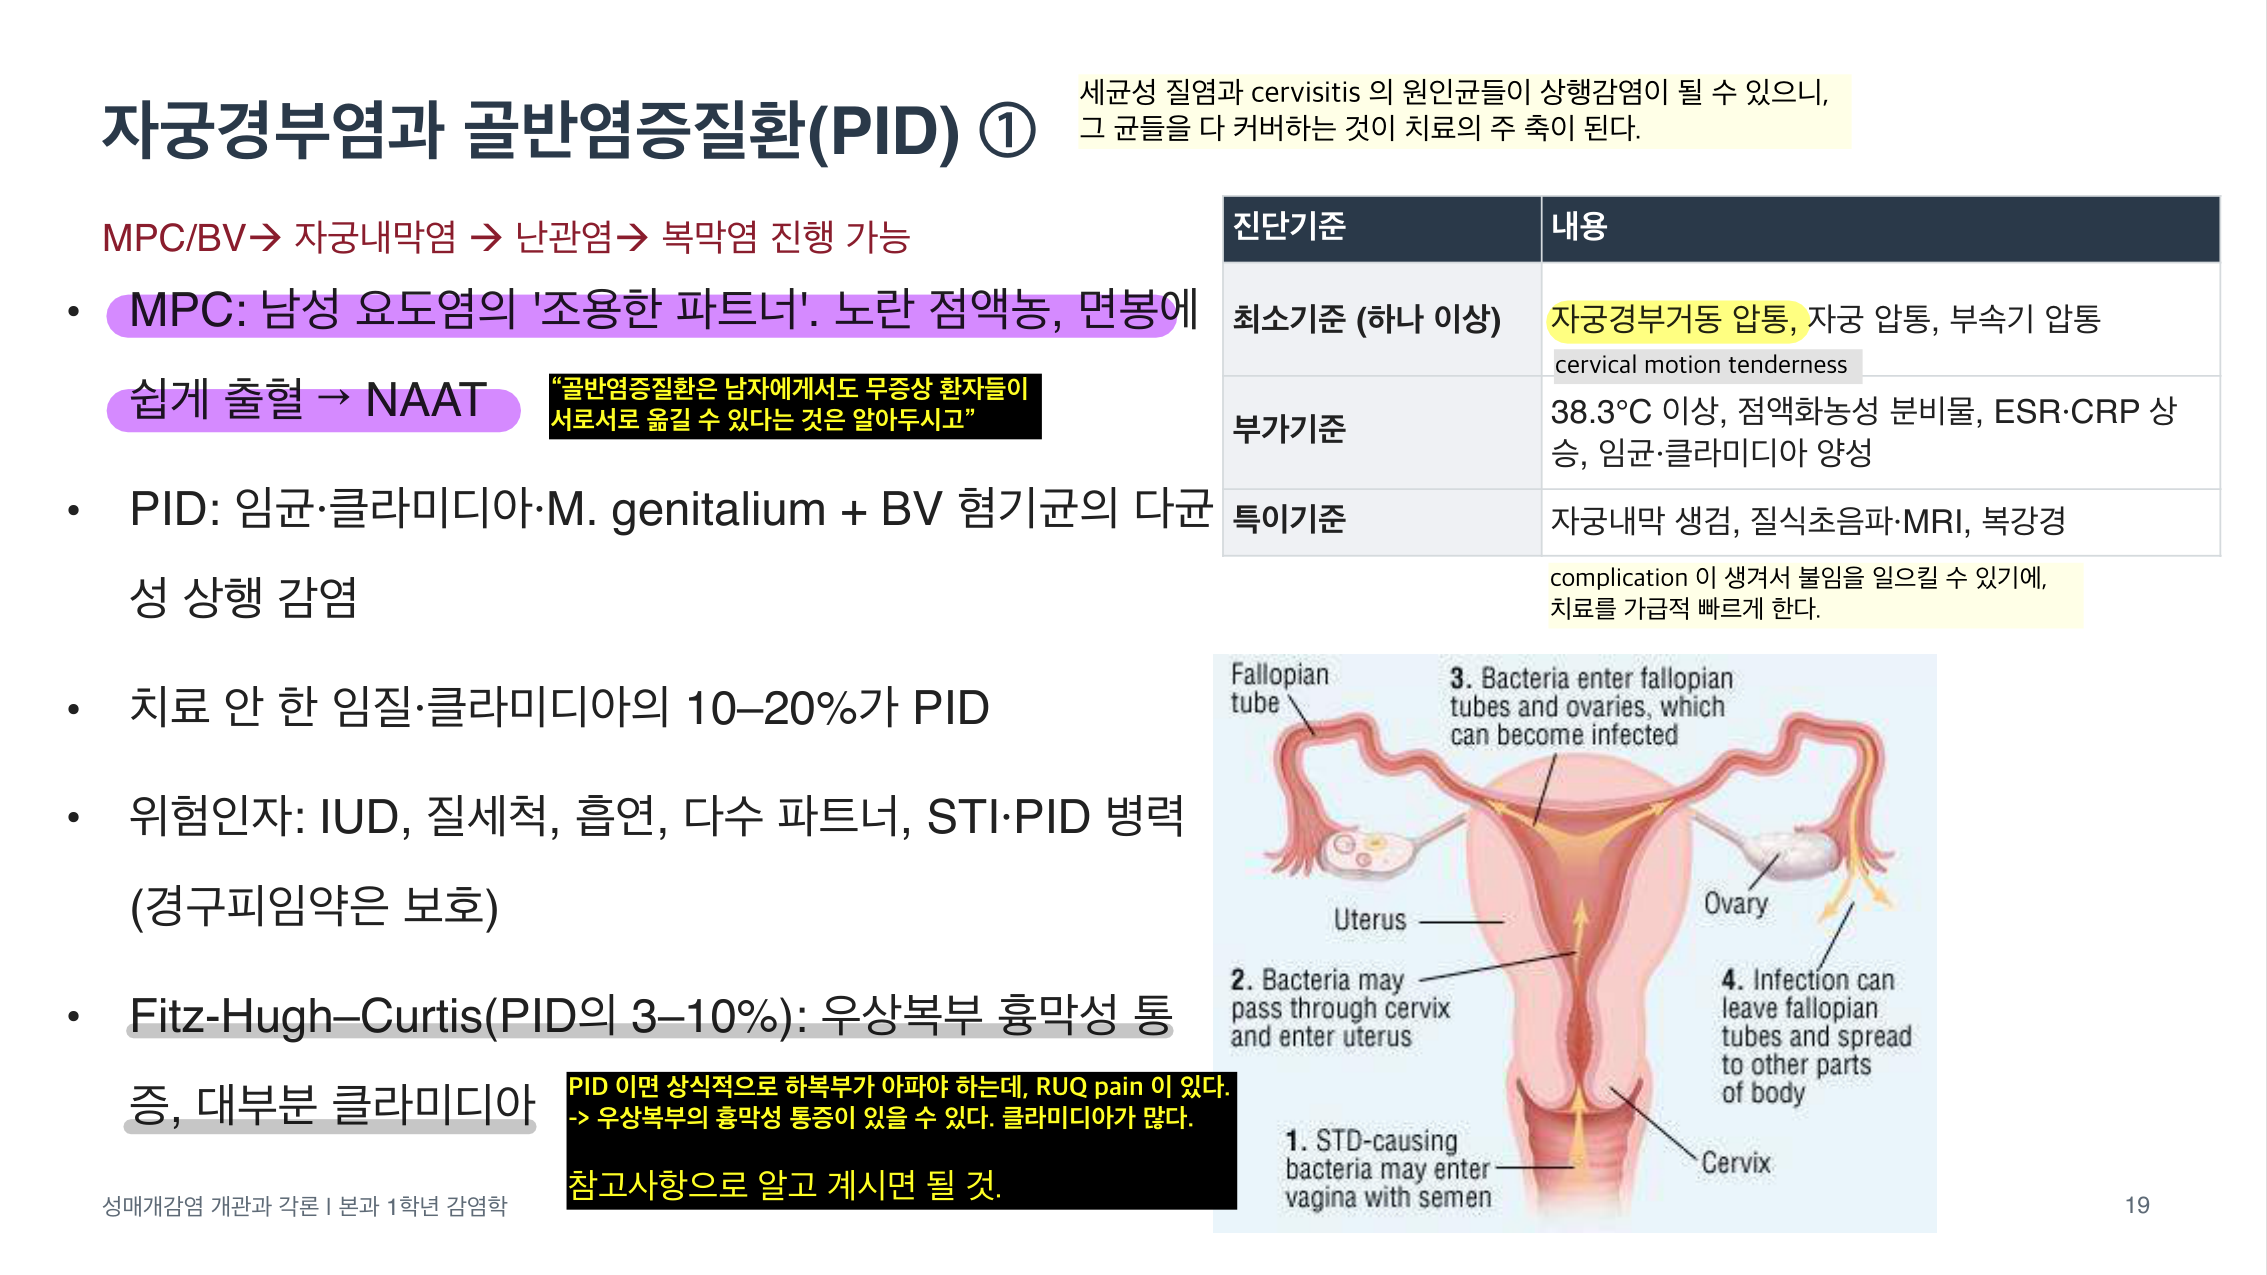 자궁경부염과 골반염증질환(PID) ①
세균성 질염과 cervisitis 의 원인균들이 상행감염이 될 수 있으니,
그 균들을 다 커버하는 것이 치료의 주 축이 된다.
MPC/BV→ 자궁내막염 → 난관염→ 복막염 진행 가능
• MPC: 남성 요도염의 '조용한 파트너'. 노란 점액농, 면봉에
쉽게 출혈 → NAAT
“골반염증질환은 남자에게서도 무증상 환자들이
서로서로 옮길 수 있다는 것은 알아두시고”
• PID: 임균·클라미디아·M. genitalium + BV 혐기균의 다균
성 상행 감염
• 치료 안 한 임질·클라미디아의 10–20%가 PID
• 위험인자: IUD, 질세척, 흡연, 다수 파트너, STI·PID 병력
(경구피임약은 보호)
• Fitz-Hugh–Curtis(PID의 3–10%): 우상복부 흉막성 통
증, 대부분 클라미디아
PID 이면 상식적으로 하복부가 아파야 하는데, RUQ pain 이 있다.
-> 우상복부의 흉막성 통증이 있을 수 있다. 클라미디아가 많다.
참고사항으로 알고 계시면 될 것.
진단기준 내용
최소기준 (하나 이상) 자궁경부거동 압통, 자궁 압통, 부속기 압통
cervical motion tenderness
부가기준 38.3°C 이상, 점액화농성 분비물, ESR·CRP 상
승, 임균·클라미디아 양성
특이기준 자궁내막 생검, 질식초음파·MRI, 복강경
complication 이 생겨서 불임을 일으킬 수 있기에,
치료를 가급적 빠르게 한다.
Fallopian
tube
3. Bacteria enter fallopian
tubes and ovaries, which
can become infected
Uterus
Ovary
2. Bacteria may
pass through cervix
and enter uterus
4. Infection can
leave fallopian
tubes and spread
to other parts
of body
1. STD-causing
bacteria may enter
vagina with semen
Cervix
성매개감염 개관과 각론 | 본과 1학년 감염학
19